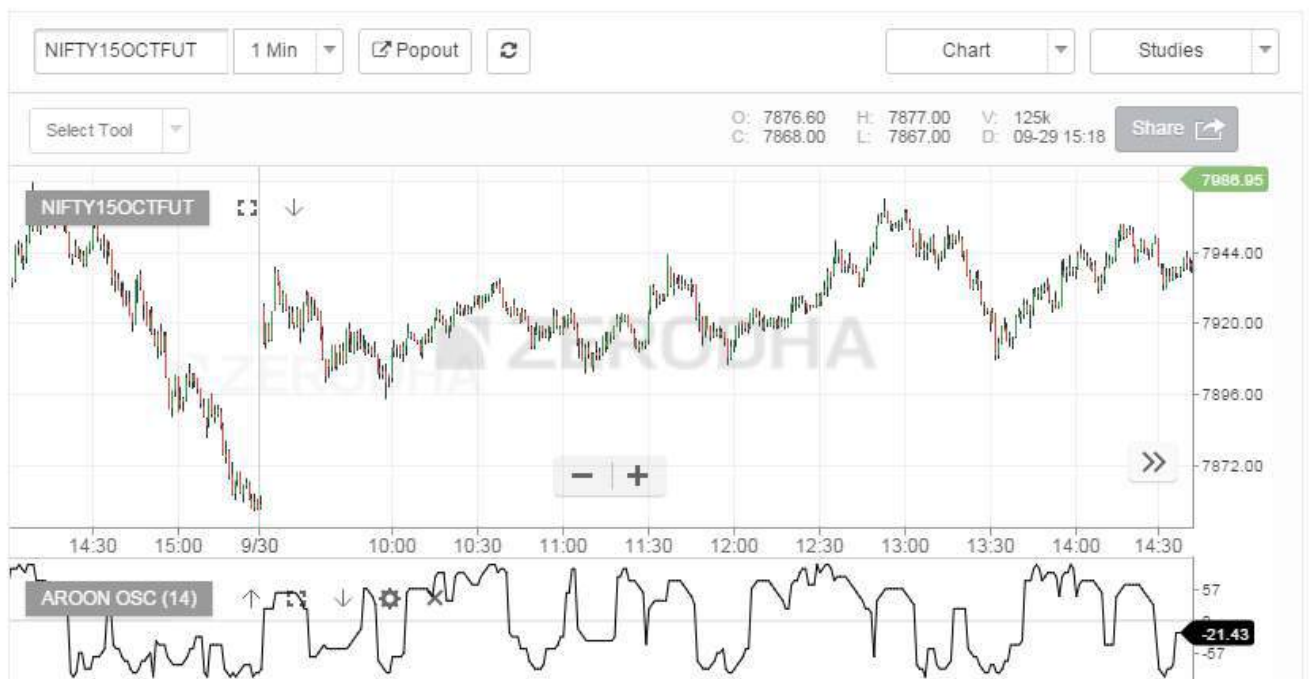 NIFTY15OCTFUT 1 Min Popout Chart Studies
Select Tool O: 7876.60 H: 7877.00 V: 125k Share
C: 7868.00 L: 7867.00 D: 09-29 15:18
7986.95
NIFTY15OCTFUT
7944.00
7920.00
ZERODHA
ZERODHA
7896.00
7872.00
14:30 15:00 9/30 10:00 10:30 11:00 11:30 12:00 12:30 13:00 13:30 14:00 14:30
AROON OSC (14) 57
0
-21.43
-57